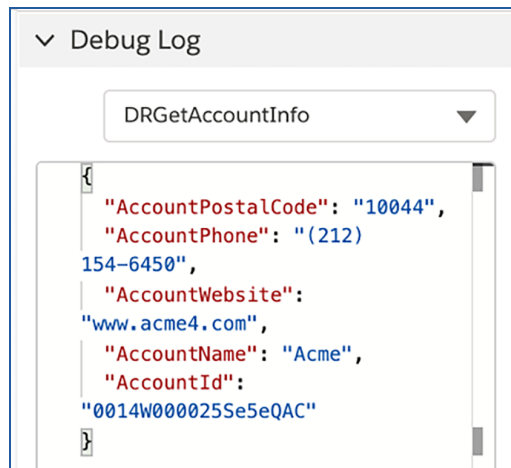 Debug Log
DRGetAccountInfo
{
"AccountPostalCode": "10044",
"AccountPhone": "(212)
154-6450",
"AccountWebsite":
"www.acme4.com",
"AccountName": "Acme",
"AccountId":
"0014W000025Se5eQAC"
}